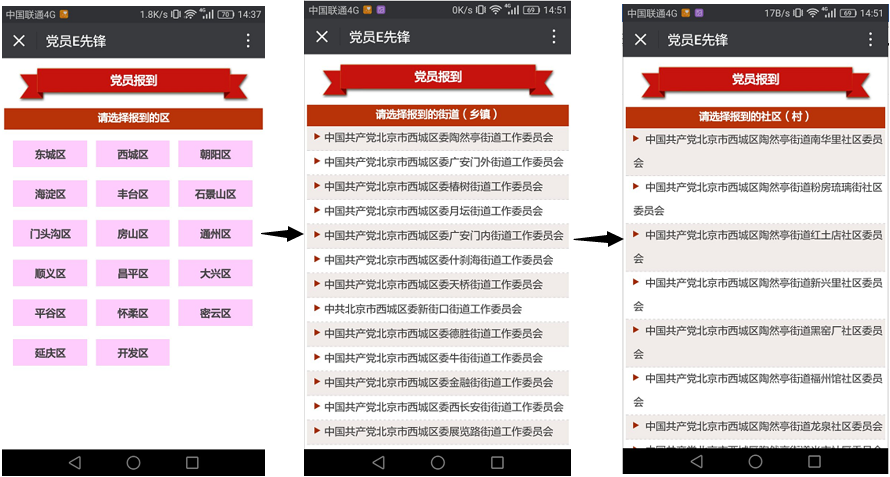 中国联通4G 1.8K/s 4G 70 14:37
党员E先锋
党员报到
请选择报到的区
东城区 西城区 朝阳区
海淀区 丰台区 石景山区
门头沟区 房山区 通州区
顺义区 昌平区 大兴区
平谷区 怀柔区 密云区
延庆区 开发区
中国联通4G 0K/s 4G 69 14:51
党员E先锋
党员报到
请选择报到的街道（乡镇）
中国共产党北京市西城区委陶然亭街道工作委员会
中国共产党北京市西城区委广安门外街道工作委员会
中国共产党北京市西城区委椿树街道工作委员会
中国共产党北京市西城区委月坛街道工作委员会
中国共产党北京市西城区委广安门内街道工作委员会
中国共产党北京市西城区委什刹海街道工作委员会
中国共产党北京市西城区委天桥街道工作委员会
中共北京市西城区委新街口街道工作委员会
中国共产党北京市西城区委德胜街道工作委员会
中国共产党北京市西城区委牛街街道工作委员会
中国共产党北京市西城区委金融街街道工作委员会
中国共产党北京市西城区委西长安街街道工作委员会
中国共产党北京市西城区委展览路街道工作委员会
中国联通4G 17B/s 4G 69 14:51
党员E先锋
党员报到
请选择报到的社区（村）
中国共产党北京市西城区陶然亭街道南华里社区委员
会
中国共产党北京市西城区陶然亭街道粉房琉璃街社区
委员会
中国共产党北京市西城区陶然亭街道红土店社区委员
会
中国共产党北京市西城区陶然亭街道新兴里社区委员
会
中国共产党北京市西城区陶然亭街道黑窑厂社区委员
会
中国共产党北京市西城区陶然亭街道福州馆社区委员
会
中国共产党北京市西城区陶然亭街道龙泉社区委员会